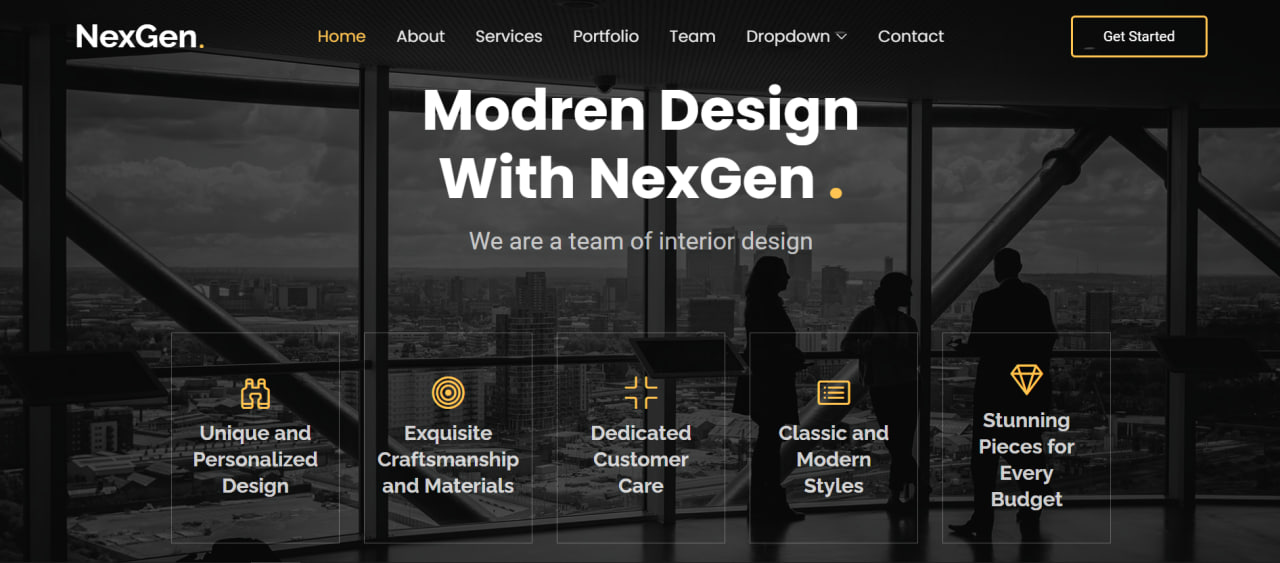 NexGen.
Home About Services Portfolio Team Dropdown Contact
Get Started
Modren Design
With NexGen .
We are a team of interior design
Unique and
Personalized
Design
Exquisite
Craftsmanship
and Materials
Dedicated
Customer
Care
Classic and
Modern
Styles
Stunning
Pieces for
Every
Budget